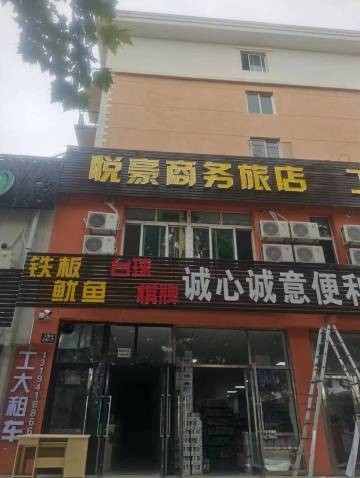 悦豪商务旅店
工
铁板 台球
鱿鱼 棋牌
诚心诚意便利
工大租车